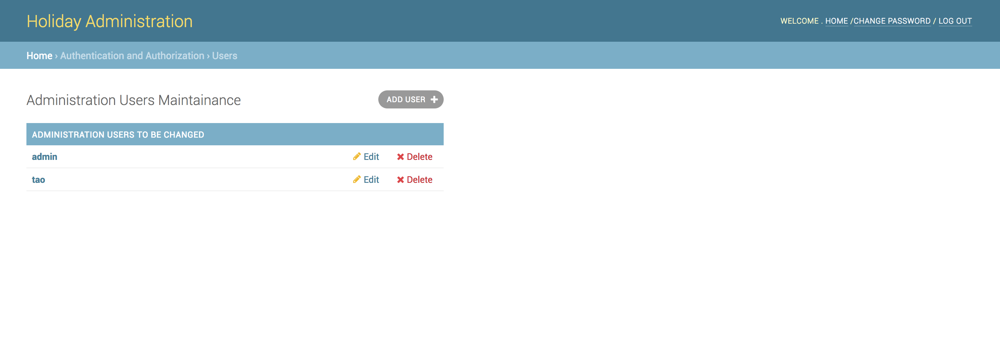 Holiday Administration
WELCOME . HOME /CHANGE PASSWORD / LOG OUT
Home › Authentication and Authorization › Users
Administration Users Maintainance
ADD USER
ADMINISTRATION USERS TO BE CHANGED
admin Edit Delete
tao Edit Delete